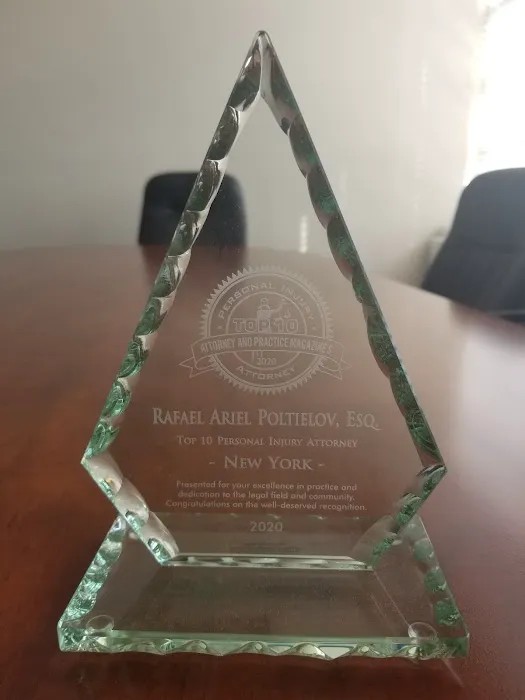 PERSONAL INJURY
TOP 10
ATTORNEY AND PRACTICE MAGAZINE'S
2020
ATTORNEY
RAFAEL ARIEL POLTIELOV, ESQ.
TOP 10 PERSONAL INJURY ATTORNEY
- NEW YORK -
Presented for your excellence in practice and
dedication to the legal field and community.
Congratulations on the well-deserved recognition.
2020